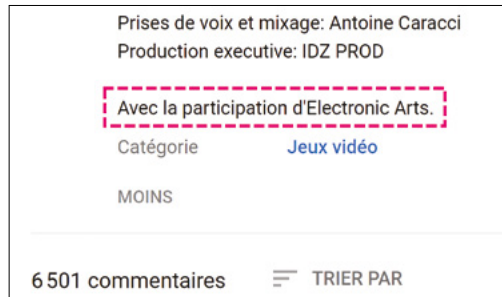 Prises de voix et mixage: Antoine Caracci
Production executive: IDZ PROD
Avec la participation d'Electronic Arts.
Catégorie Jeux vidéo
MOINS
6 501 commentaires TRIER PAR